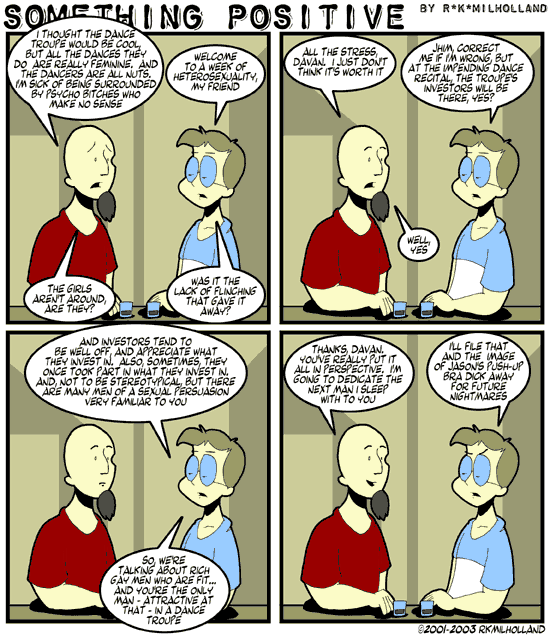 SOMETHING POSITIVE
BY R*K*MILHOLLAND
I THOUGHT THE DANCE
TROUPE WOULD BE COOL,
BUT ALL THE DANCES THEY
DO ARE REALLY FEMININE. AND
THE DANCERS ARE ALL NUTS.
I'M SICK OF BEING SURROUNDED
BY PSYCHO BITCHES WHO
MAKE NO SENSE
WELCOME
TO A WEEK OF
HETEROSEXUALITY,
MY FRIEND
THE GIRLS
AREN'T AROUND,
ARE THEY?
WAS IT THE
LACK OF FLINCHING
THAT GAVE IT
AWAY?
ALL THE STRESS,
DAVAN. I JUST DON'T
THINK IT'S WORTH IT
JHIM, CORRECT
ME IF I'M WRONG, BUT
AT THE IMPENDING DANCE
RECITAL, THE TROUPE'S
INVESTORS WILL BE
THERE, YES?
WELL,
YES
AND INVESTORS TEND TO
BE WELL OFF, AND APPRECIATE WHAT
THEY INVEST IN. ALSO, SOMETIMES, THEY
ONCE TOOK PART IN WHAT THEY INVEST IN.
AND, NOT TO BE STEREOTYPICAL, BUT THERE
ARE MANY MEN OF A SEXUAL PERSUASION
VERY FAMILIAR TO YOU
SO, WE'RE
TALKING ABOUT RICH
GAY MEN WHO ARE FIT...
AND YOU'RE THE ONLY
MAN - ATTRACTIVE AT
THAT - IN A DANCE
TROUPE
THANKS, DAVAN.
YOU'VE REALLY PUT IT
ALL IN PERSPECTIVE. I'M
GOING TO DEDICATE THE
NEXT MAN I SLEEP
WITH TO YOU
I'LL FILE THAT
AND THE IMAGE
OF JASON'S PUSH-UP
BRA DICK AWAY
FOR FUTURE
NIGHTMARES
©2001-2003 RKMILHOLLAND